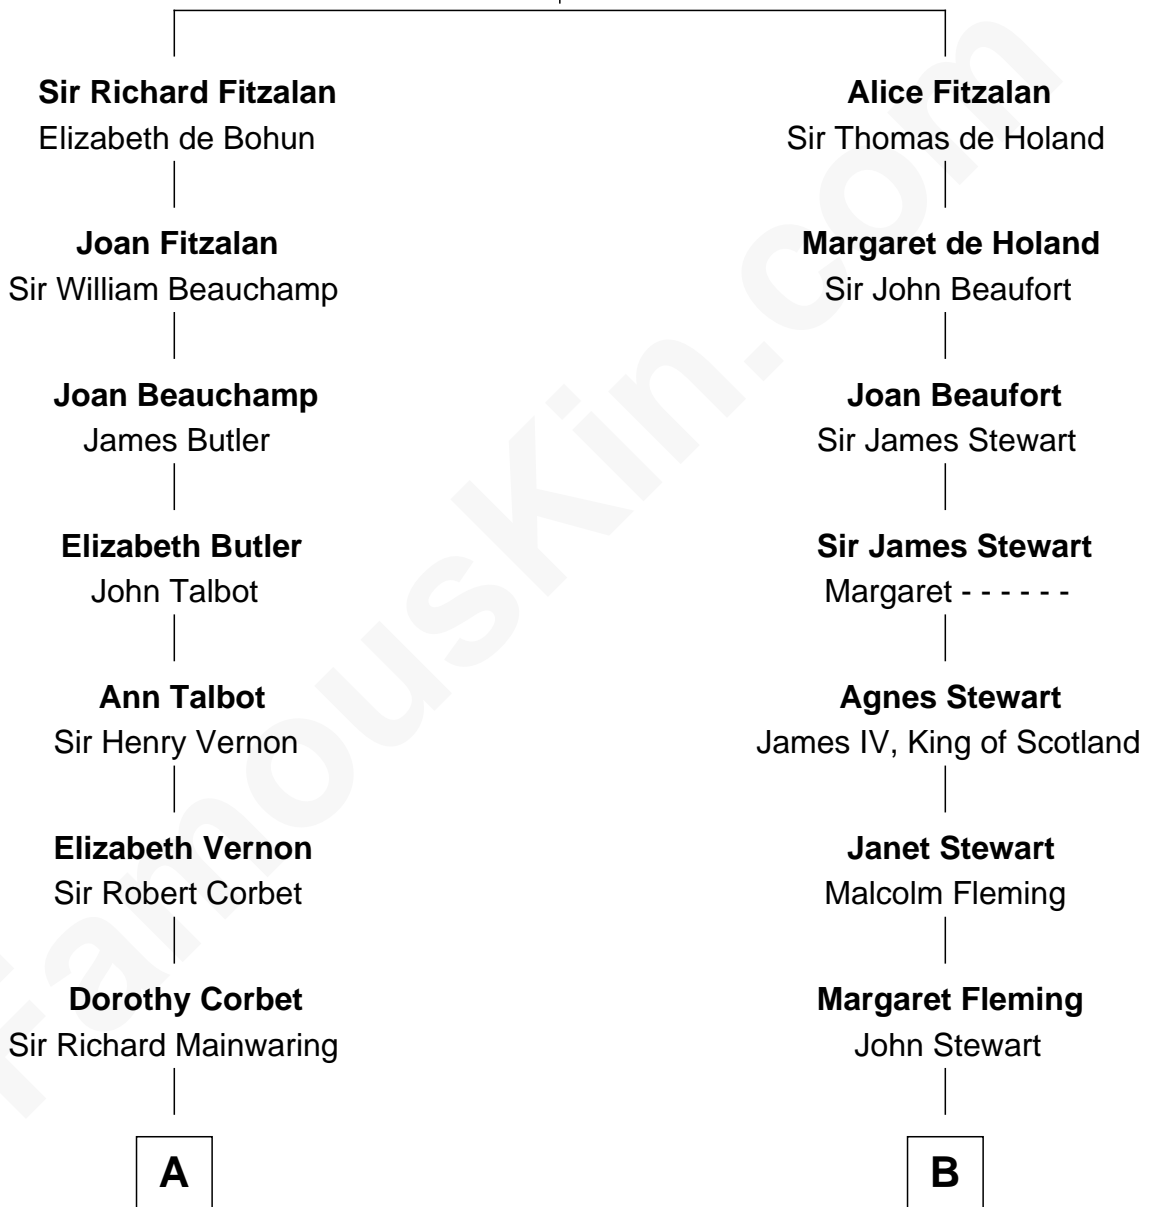 Sir Richard Fitzalan
Elizabeth de Bohun
Alice Fitzalan
Sir Thomas de Holand
Joan Fitzalan
Sir William Beauchamp
Margaret de Holand
Sir John Beaufort
Joan Beauchamp
James Butler
Joan Beaufort
Sir James Stewart
Elizabeth Butler
John Talbot
Sir James Stewart
Margaret - - - - - -
Ann Talbot
Sir Henry Vernon
Agnes Stewart
James IV, King of Scotland
Elizabeth Vernon
Sir Robert Corbet
Janet Stewart
Malcolm Fleming
Dorothy Corbet
Sir Richard Mainwaring
Margaret Fleming
John Stewart
A
B
FamousKin.com